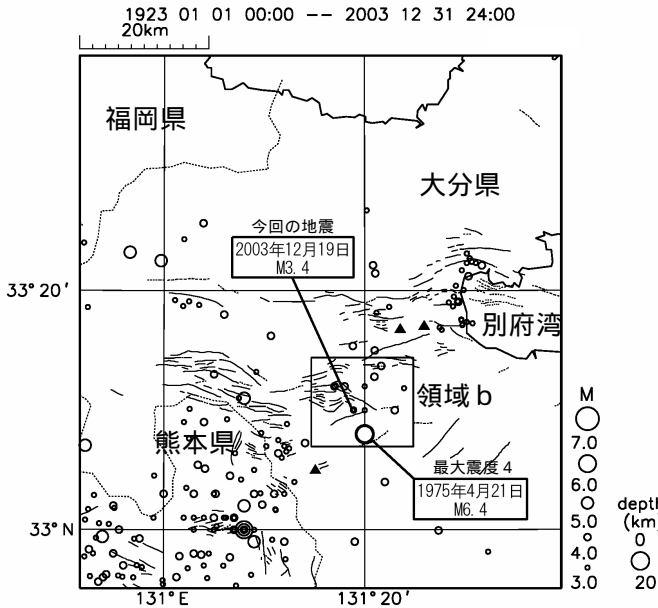 1923 01 01 00:00 -- 2003 12 31 24:00
20km
福岡県
大分県
今回の地震
2003年12月19日
M3.4
33° 20′
別府湾
領域b
熊本県
最大震度4
1975年4月21日
M6.4
33° N
131° E
131° 20′
M
7.0
6.0
5.0
4.0
3.0
depth
(km)
0
20